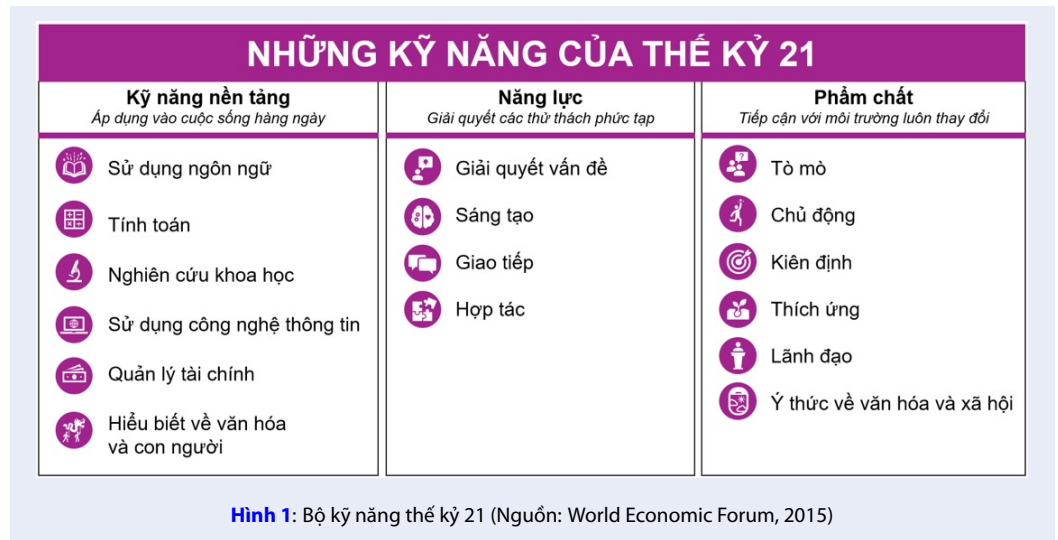 NHỮNG KỸ NĂNG CỦA THẾ KỶ 21
Kỹ năng nền tảng
Áp dụng vào cuộc sống hàng ngày
Sử dụng ngôn ngữ
Tính toán
Nghiên cứu khoa học
Sử dụng công nghệ thông tin
Quản lý tài chính
Hiểu biết về văn hóa
và con người
Năng lực
Giải quyết các thử thách phức tạp
Giải quyết vấn đề
Sáng tạo
Giao tiếp
Hợp tác
Phẩm chất
Tiếp cận với môi trường luôn thay đổi
Tò mò
Chủ động
Kiên định
Thích ứng
Lãnh đạo
Ý thức về văn hóa và xã hội
Hình 1: Bộ kỹ năng thế kỷ 21 (Nguồn: World Economic Forum, 2015)